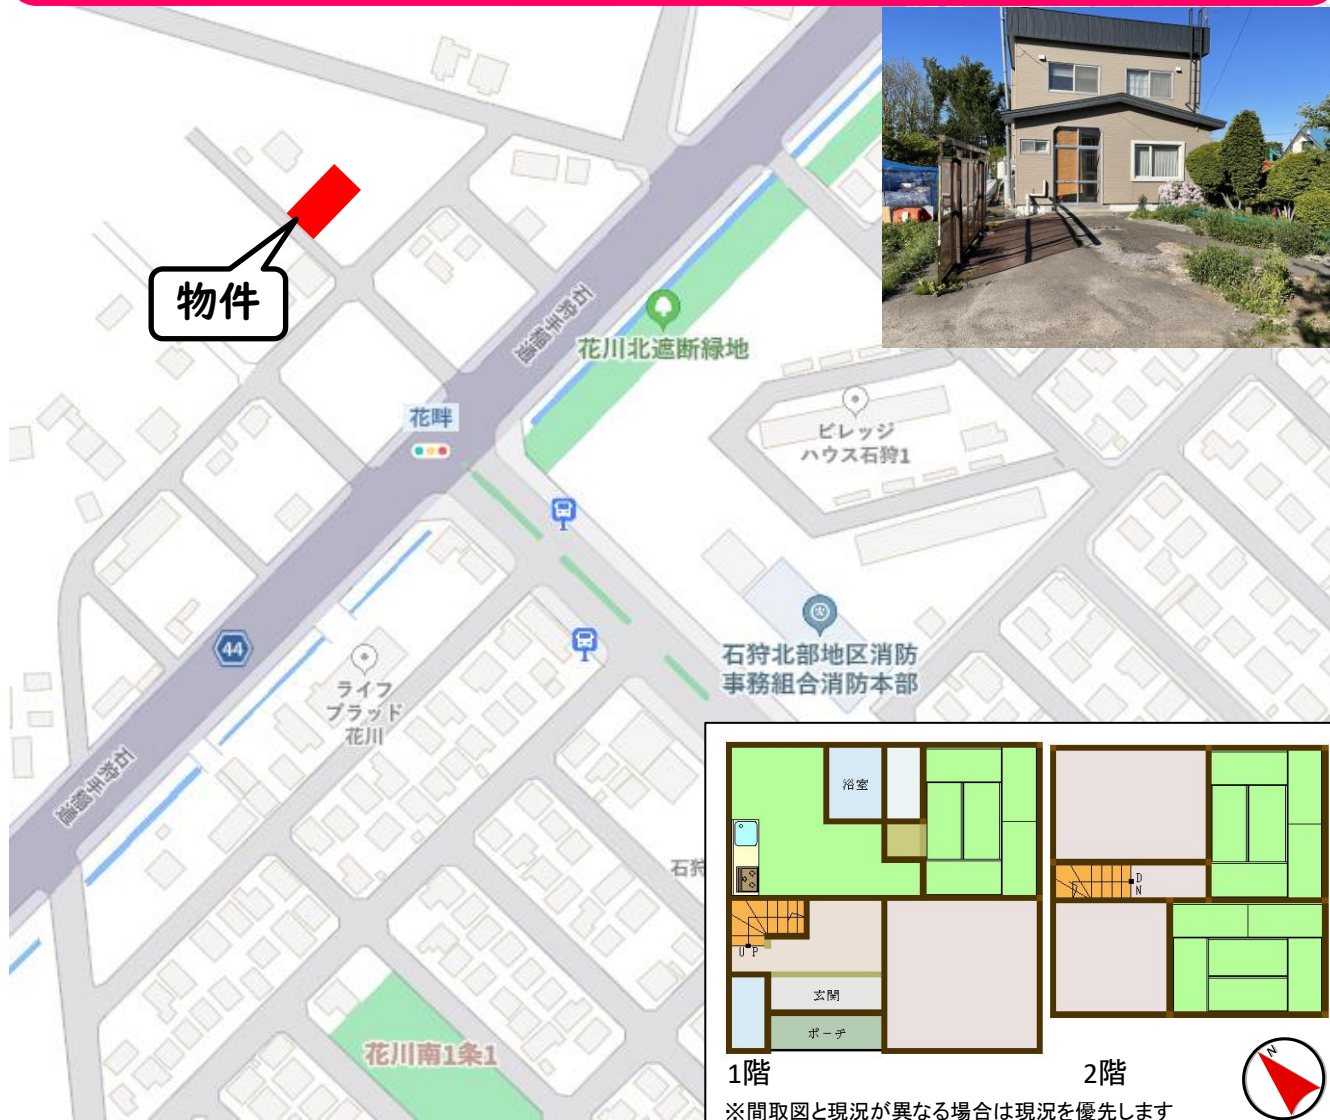 物件
石狩手稲通
花川北遮断緑地
花畔
ビレッジ
ハウス石狩1
44
ライフ
ブラッド
花川
石狩北部地区消防
事務組合消防本部
石狩手稲通
石狩
花川南1条1
浴室
UP
玄関
ポーチ
DN
1階
2階
N
※間取図と現況が異なる場合は現況を優先します